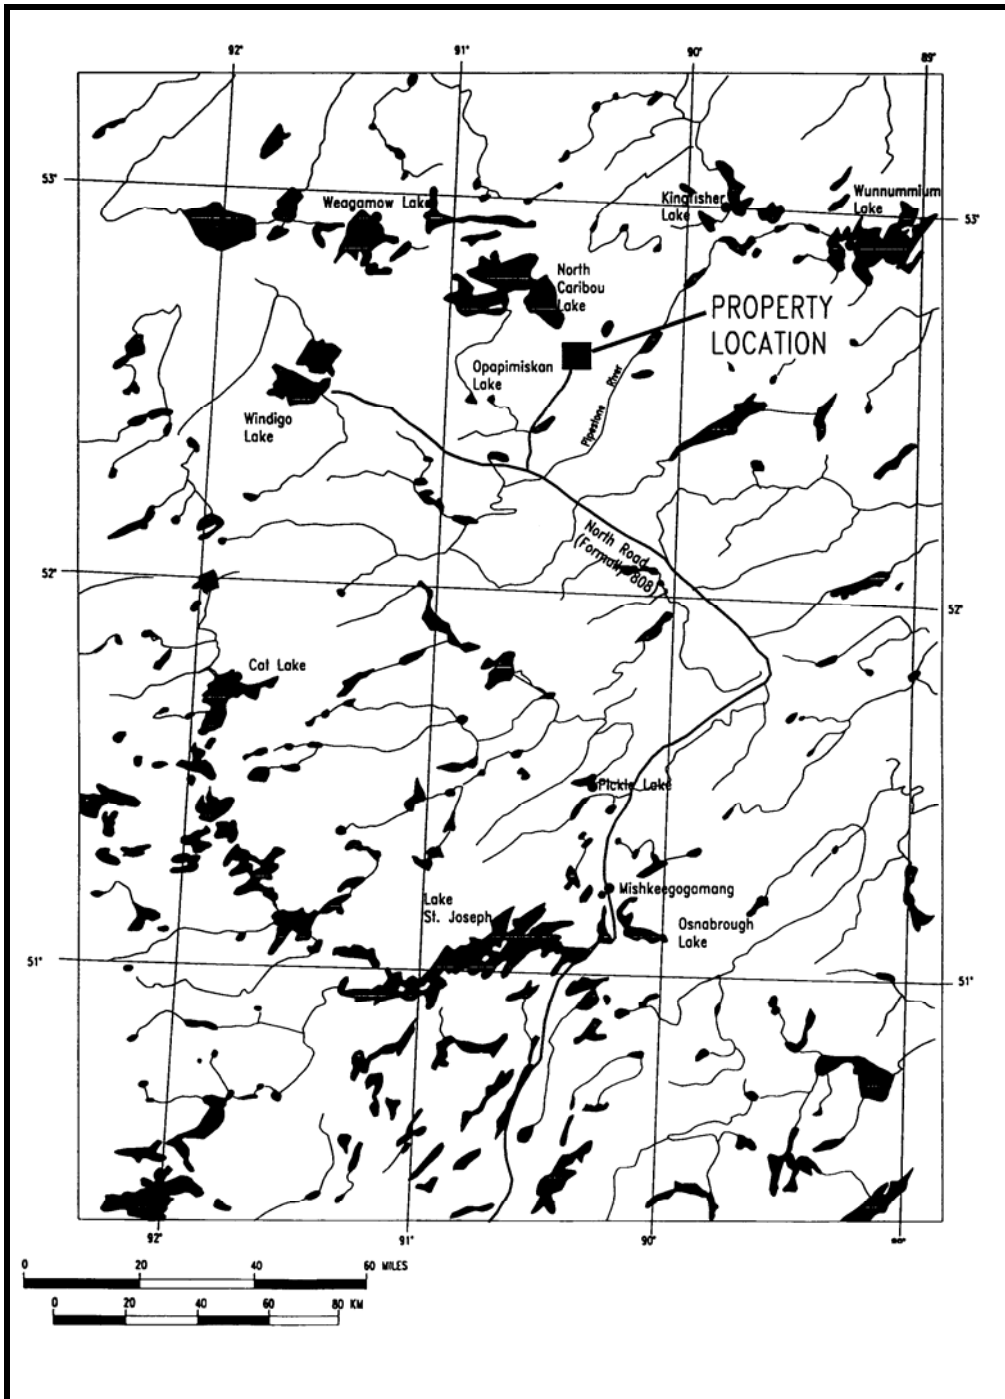 92°
91°
90°
89°
53°
Weagamow Lake
Kingfisher
Lake
Wunnummium
Lake
53°
North
Caribou
Lake
PROPERTY
LOCATION
Opapimiskan
Lake
Pipestone River
Windigo
Lake
North Road
(Formally 808)
52°
52°
Cat Lake
Pickle Lake
Mishkeegogamang
Lake
St. Joseph
Osnabrough
Lake
51°
51°
92°
91°
90°
0 20 40 60 MILES
0 20 40 60 80 KM